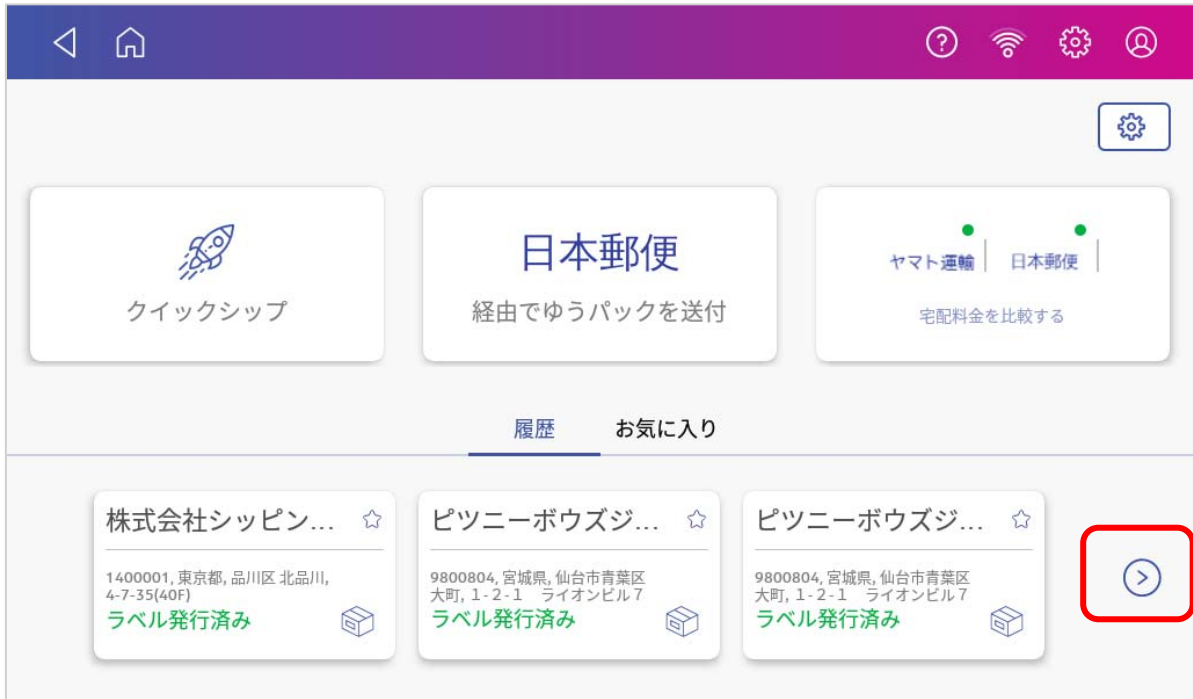 クイックシップ
日本郵便
経由でゆうパックを送付
ヤマト運輸
日本郵便
宅配料金を比較する
履歴
お気に入り
株式会社シッピン...
1400001, 東京都, 品川区 北品川,
4-7-35(40F)
ラベル発行済み
ピツニーボウズジ...
9800804, 宮城県, 仙台市青葉区
大町, １-２-１　ライオンビル７
ラベル発行済み
ピツニーボウズジ...
9800804, 宮城県, 仙台市青葉区
大町, １-２-１　ライオンビル７
ラベル発行済み